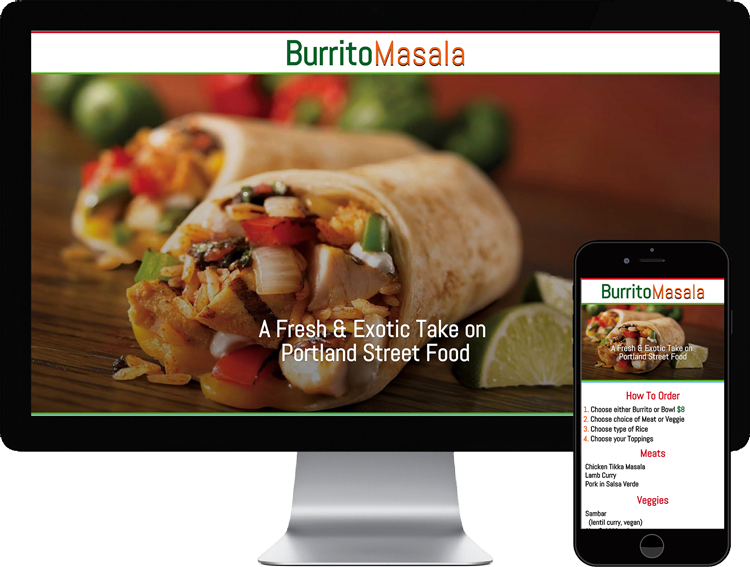 BurritoMasala
A Fresh & Exotic Take on
Portland Street Food
BurritoMasala
A Fresh & Exotic Take on
Portland Street Food
How To Order
1. Choose either Burrito or Bowl $8
2. Choose choice of Meat or Veggie
3. Choose type of Rice
4. Choose your Toppings
Meats
Chicken Tikka Masala
Lamb Curry
Pork in Salsa Verde
Veggies
Sambar
(lentil curry, vegan)